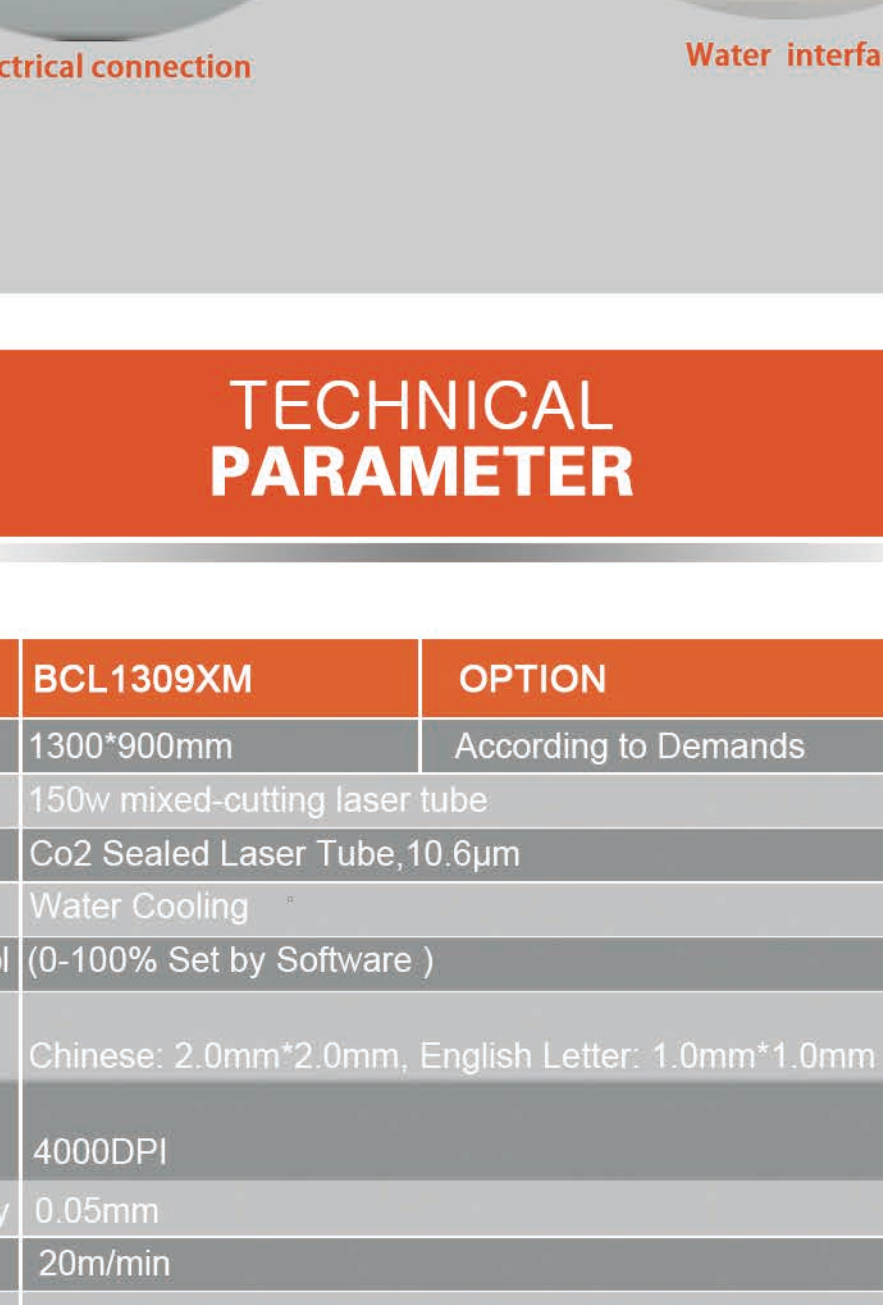 ctrical connection
Water interfa
TECHNICAL
PARAMETER
BCL1309XM OPTION
1300*900mm According to Demands
150w mixed-cutting laser tube
Co2 Sealed Laser Tube,10.6μm
Water Cooling
ol (0-100% Set by Software )
Chinese: 2.0mm*2.0mm, English Letter: 1.0mm*1.0mm
4000DPI
y 0.05mm
20m/min